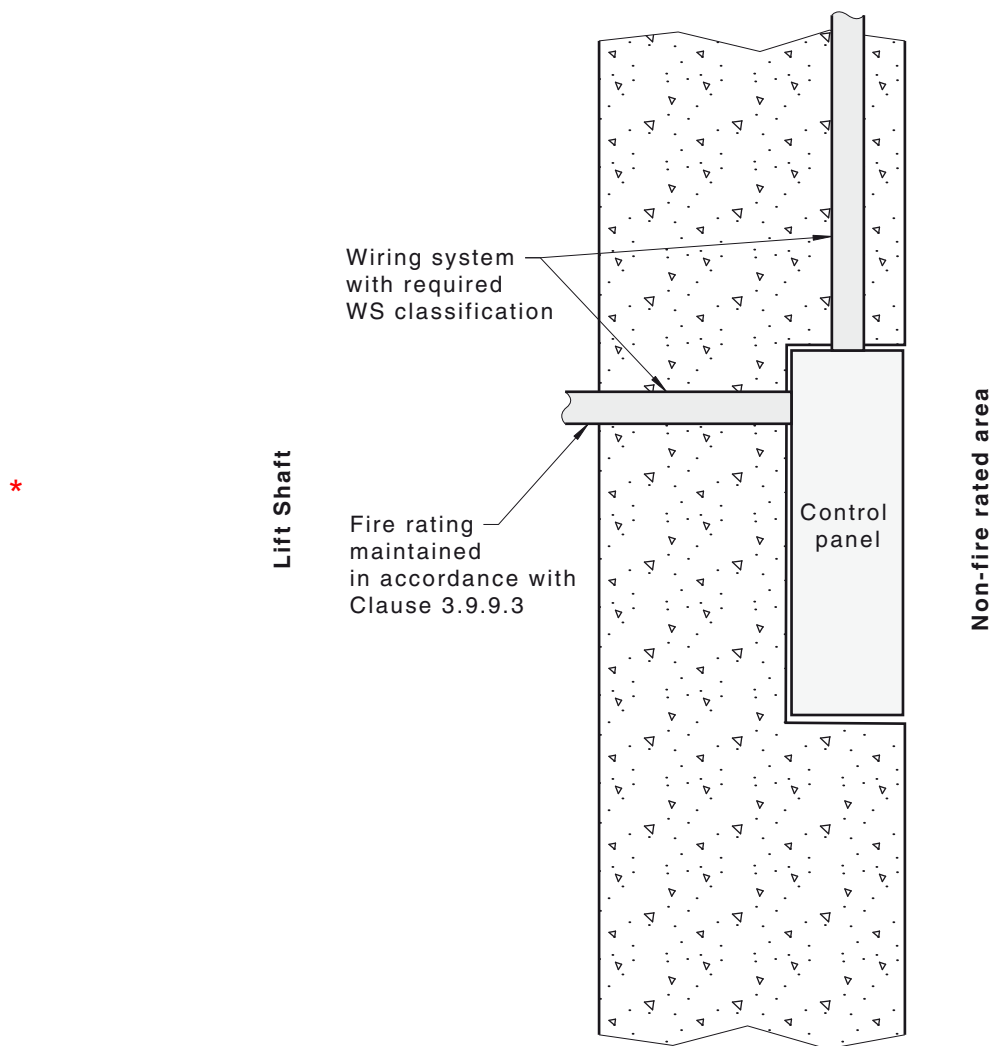 Wiring system
with required
WS classification
*
Lift Shaft
Fire rating
maintained
in accordance with
Clause 3.9.9.3
Control
panel
Non-fire rated area